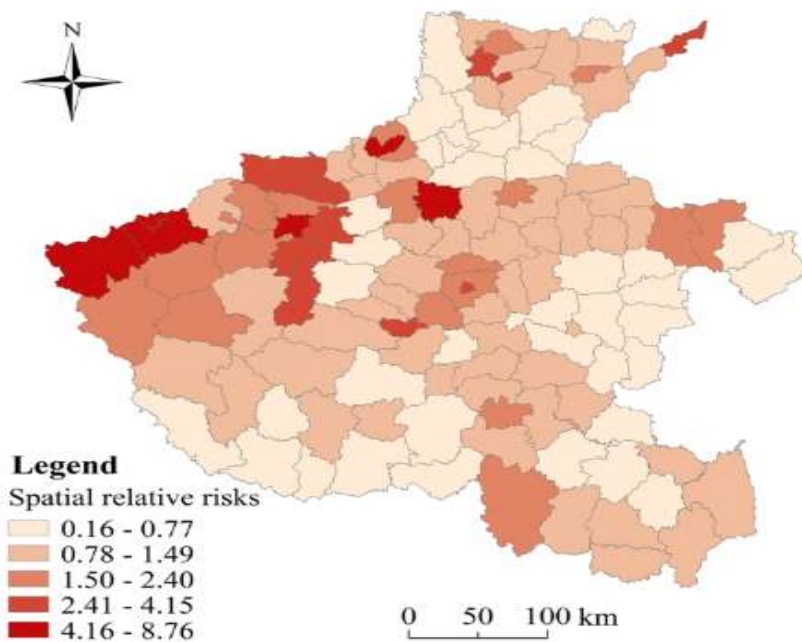 N
Legend
Spatial relative risks
0.16 - 0.77
0.78 - 1.49
1.50 - 2.40
2.41 - 4.15
4.16 - 8.76
0 50 100 km